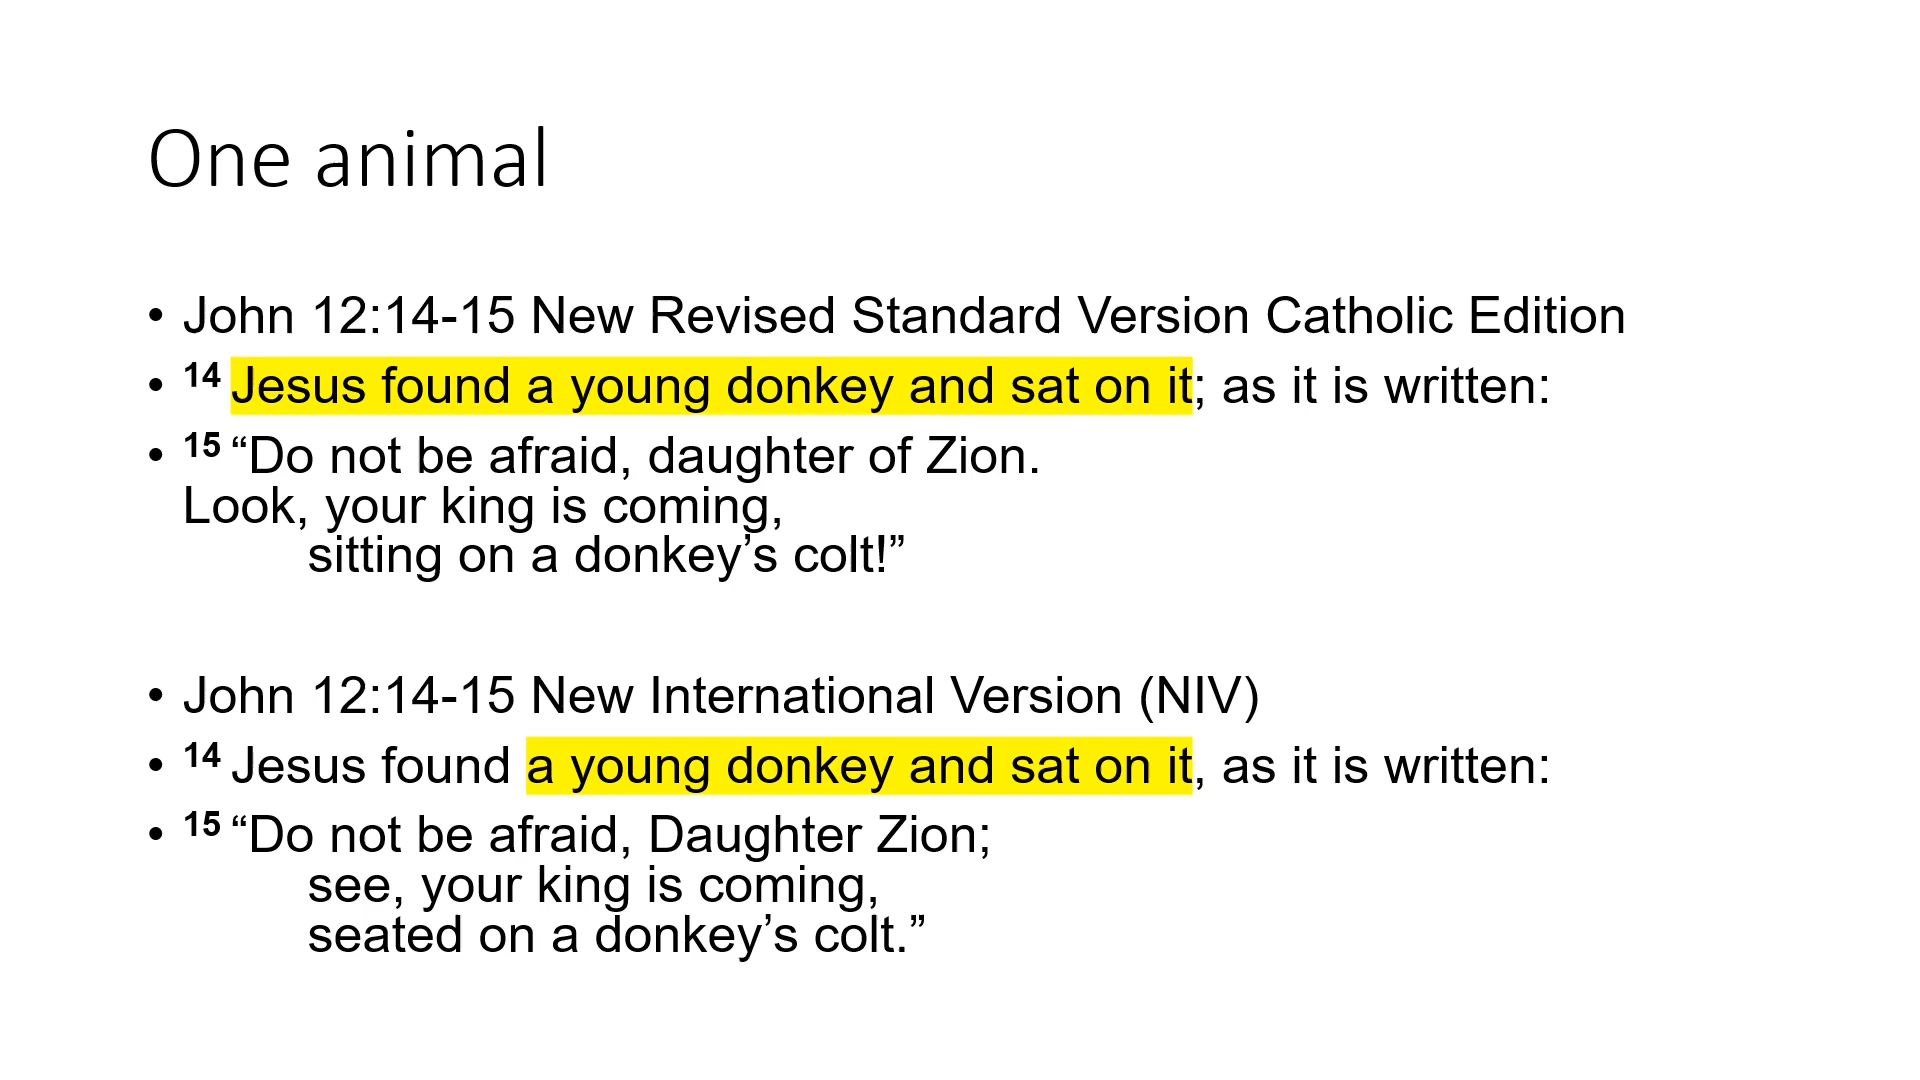 One animal
• John 12:14-15 New Revised Standard Version Catholic Edition
• 14 Jesus found a young donkey and sat on it; as it is written:
• 15 “Do not be afraid, daughter of Zion.
Look, your king is coming,
sitting on a donkey’s colt!”
• John 12:14-15 New International Version (NIV)
• 14 Jesus found a young donkey and sat on it, as it is written:
• 15 “Do not be afraid, Daughter Zion;
see, your king is coming,
seated on a donkey’s colt.”